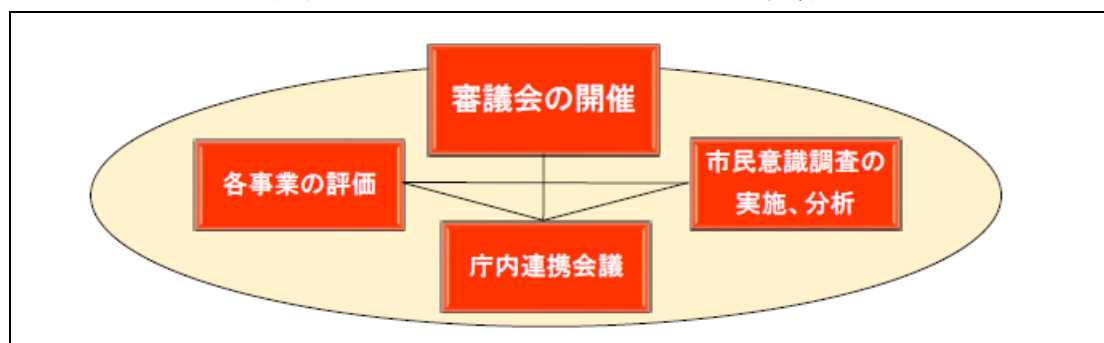 審議会の開催
各事業の評価
市民意識調査の
実施、分析
庁内連携会議